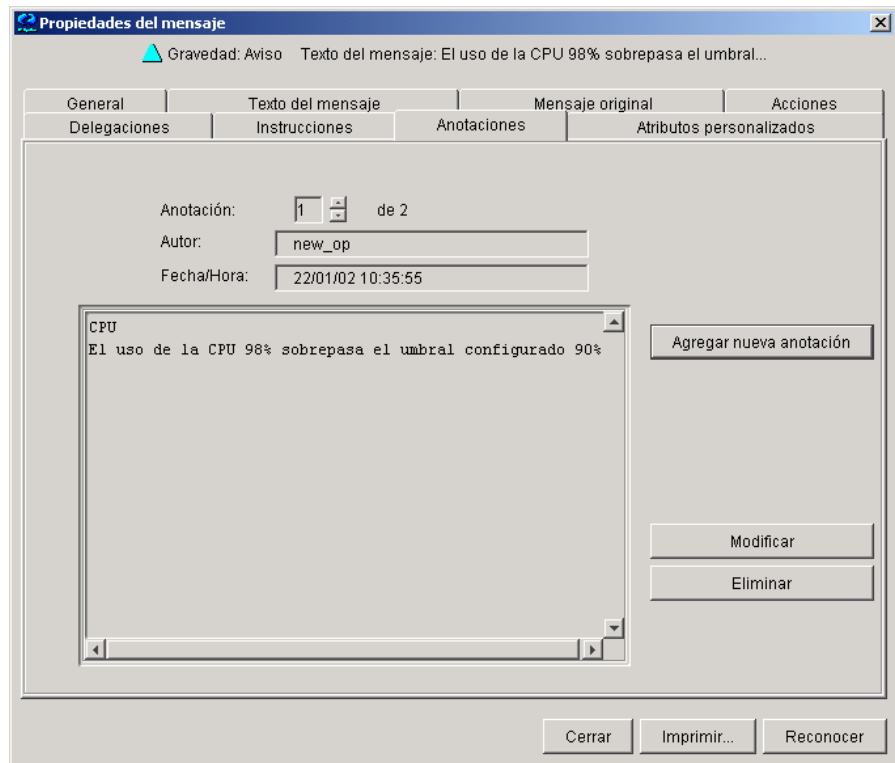 Propiedades del mensaje
Gravedad: Aviso Texto del mensaje: El uso de la CPU 98% sobrepasa el umbral...
General Texto del mensaje Mensaje original Acciones
Delegaciones Instrucciones Anotaciones Atributos personalizados
Anotación: 1 de 2
Autor: new_op
Fecha/Hora: 22/01/02 10:35:55
CPU
El uso de la CPU 98% sobrepasa el umbral configurado 90%
Agregar nueva anotación
Modificar
Eliminar
Cerrar Imprimir... Reconocer